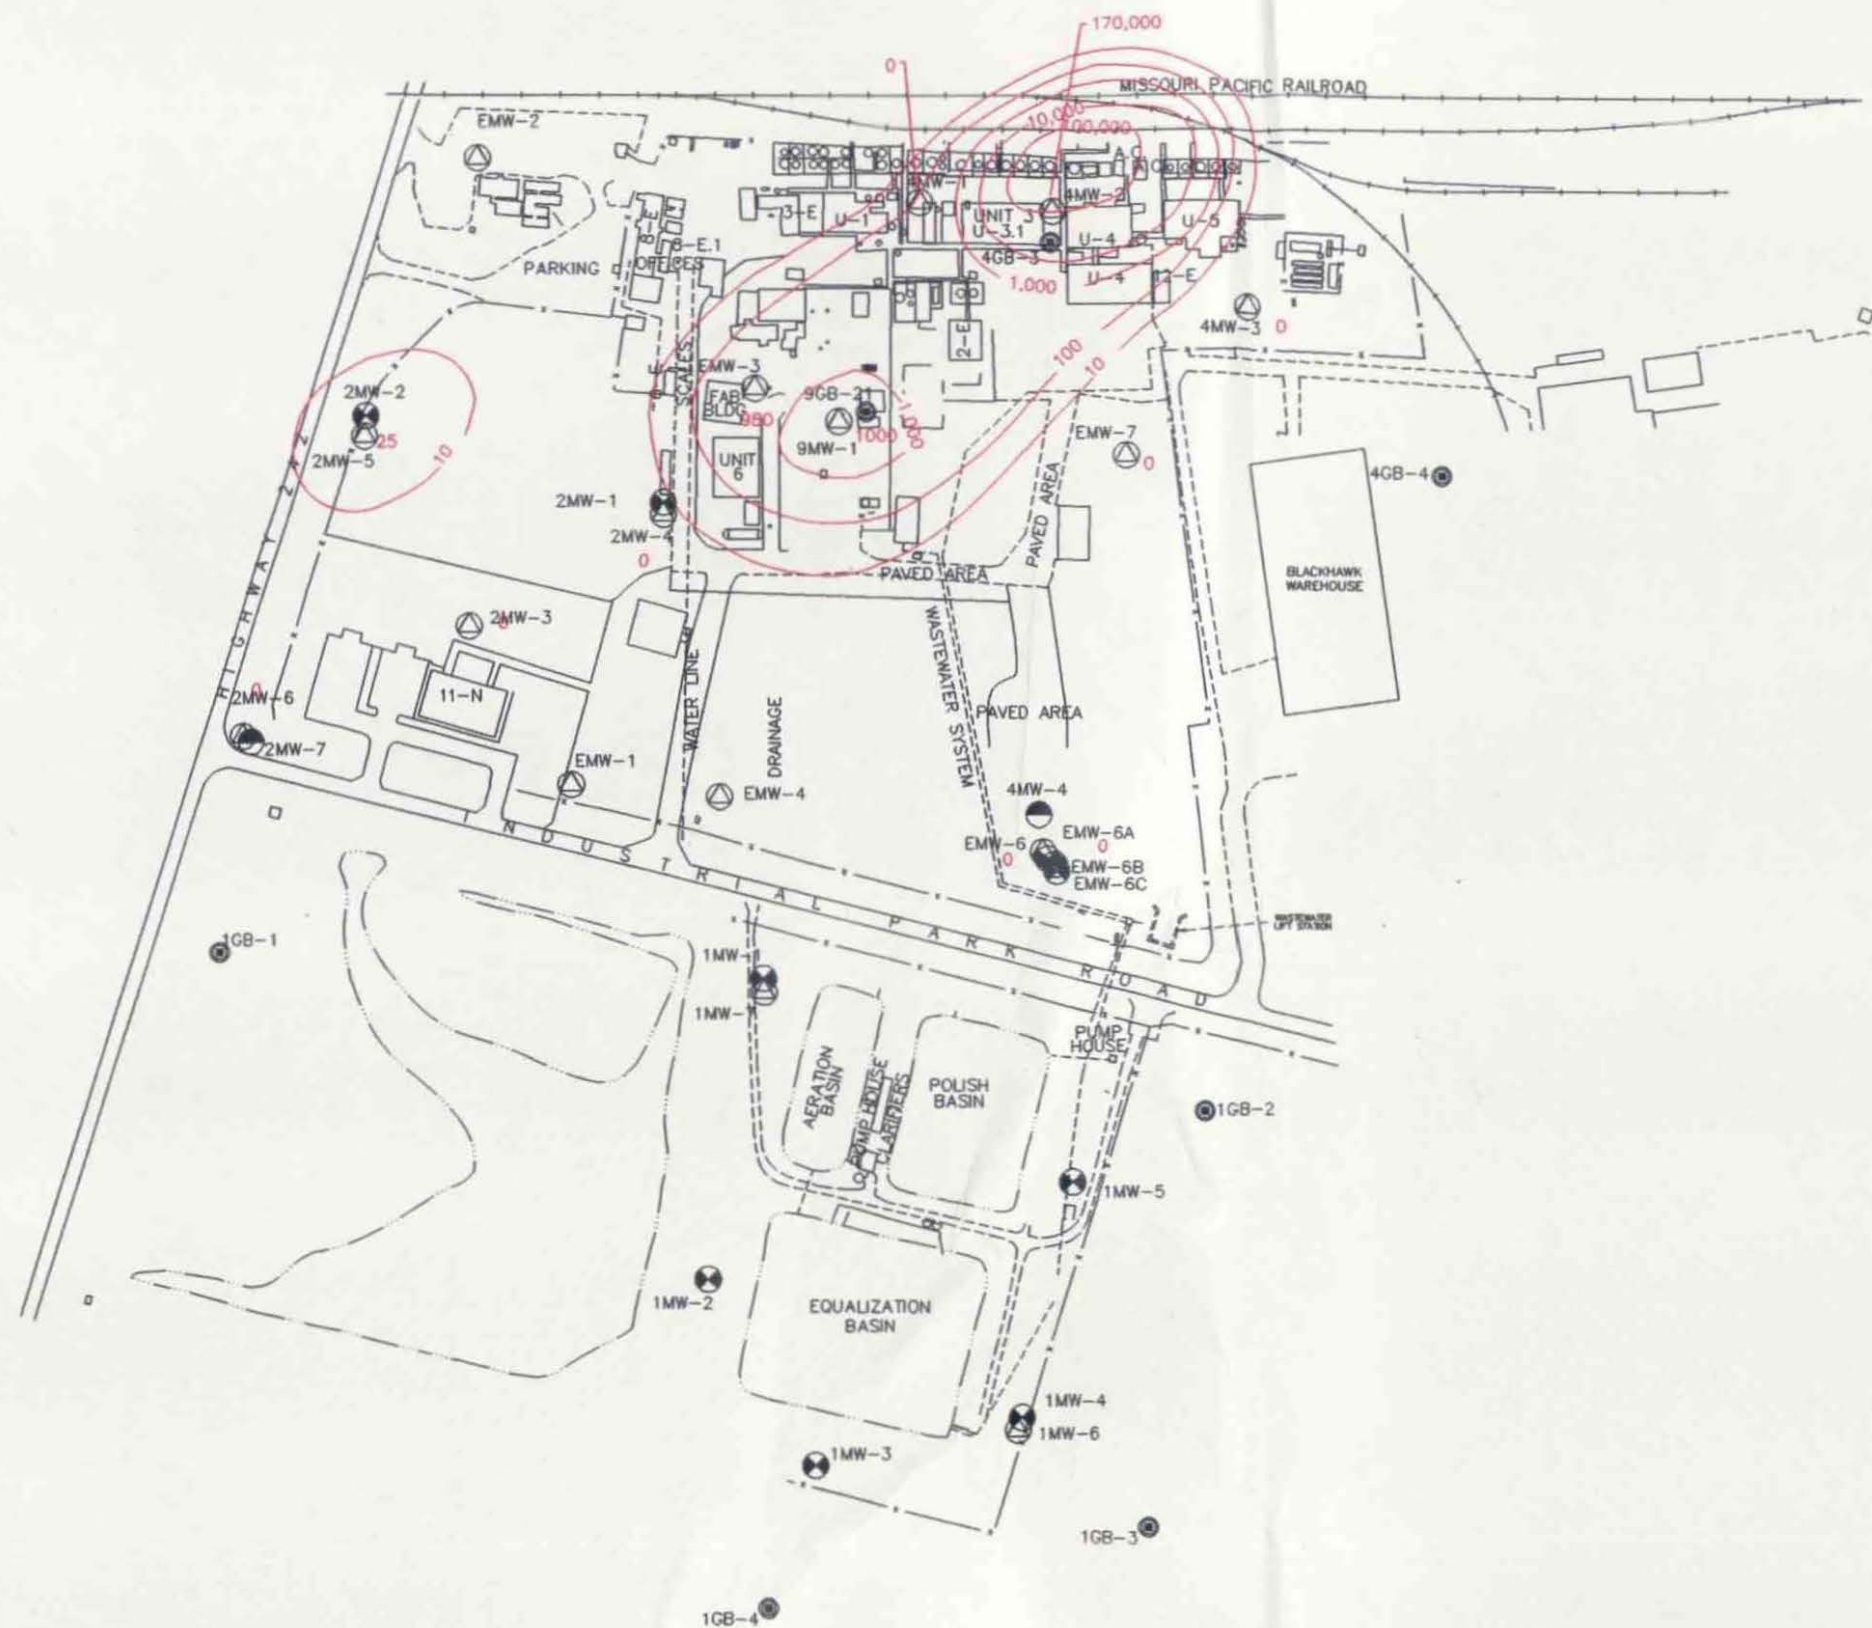 170,000
0
MISSOURI PACIFIC RAILROAD
EMW-2
10,000
100,000
A.C.
4MW-2
3-E
U-1
UNIT 3
U-3.1
U-4
U-5
8-E
8-E.1
4GB-3
PARKING
OFFICES
1,000
U-4
12-E
4MW-3
0
2-E
SCALES
100
10
EMW-3
2MW-2
FAB
BLDG
980
9GB-21
1,000
1000
9MW-1
25
2MW-5
10
EMW-7
0
UNIT
6
4GB-4
2MW-1
2MW-4
0
PAVED AREA
PAVED AREA
BLACKHAWK
WAREHOUSE
HIGHWAY 242
2MW-3
0
WATER LINE
WASTEWATER SYSTEM
0
2MW-6
11-N
PAVED AREA
DRAINAGE
2MW-7
EMW-1
EMW-4
4MW-4
EMW-6A
0
EMW-6
0
EMW-6B
EMW-6C
INDUSTRIAL PARK ROAD
WASTEWATER
LIFT STATION
1GB-1
1MW-7
PUMP
HOUSE
AERATION
BASIN
PUMP HOUSE
CLARIFIERS
POLISH
BASIN
1GB-2
1MW-5
1MW-2
EQUALIZATION
BASIN
1MW-4
1MW-6
1MW-3
1GB-3
1GB-4